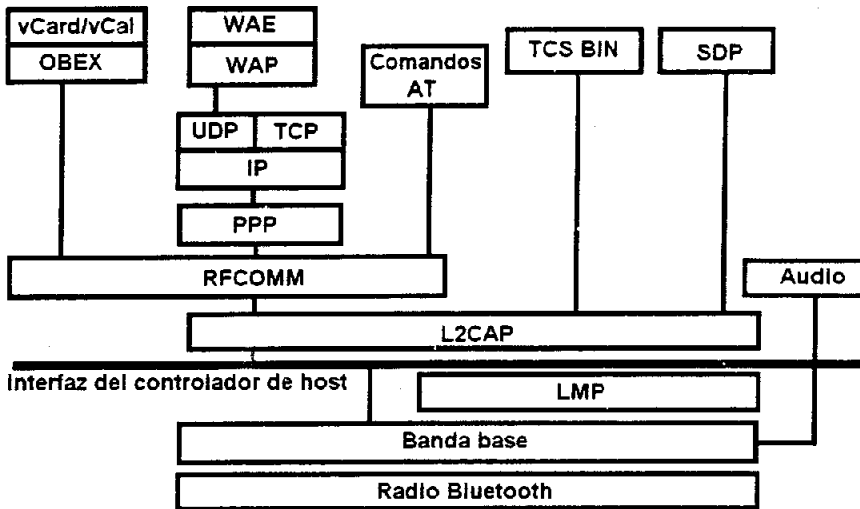 vCard/vCal
OBEX
WAE
WAP
UDP
TCP
IP
PPP
Comandos
AT
TCS BIN
SDP
RFCOMM
Audio
L2CAP
Interfaz del controlador de host
LMP
Banda base
Radio Bluetooth